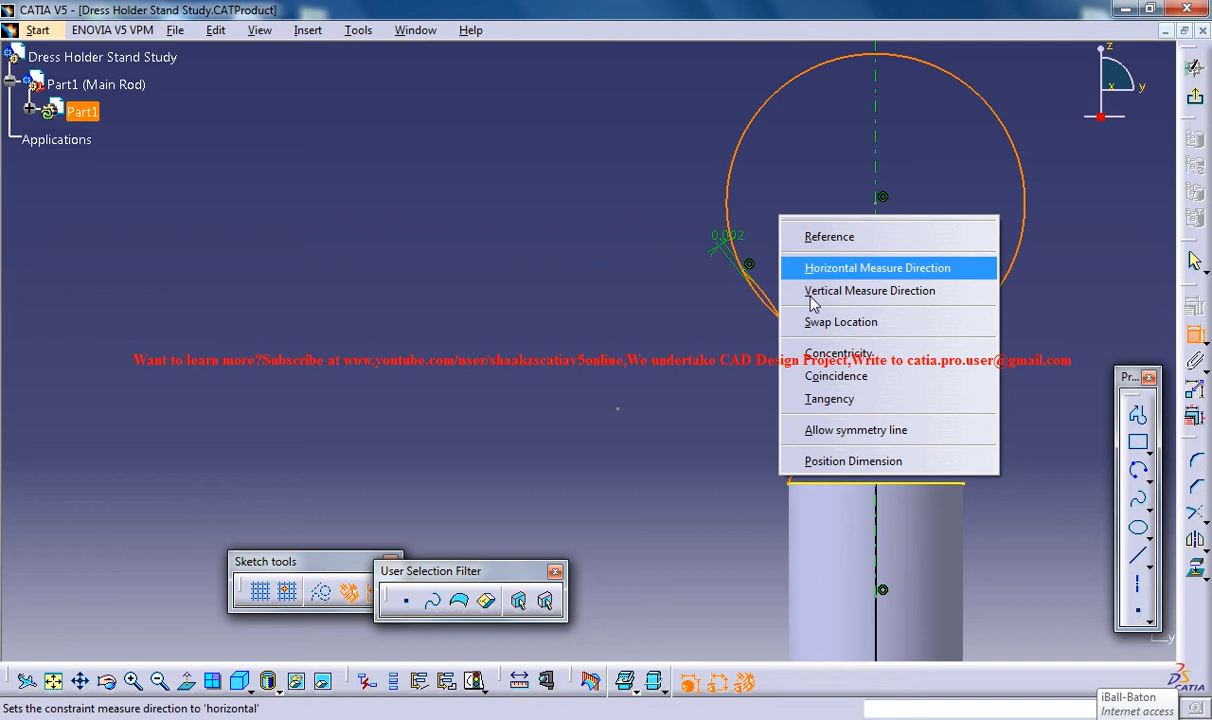 CATIA V5 - [Dress Holder Stand Study.CATProduct]
Start ENOVIA V5 VPM File Edit View Insert Tools Window Help
Dress Holder Stand Study
Part1 (Main Rod)
Part1
Applications
z
x y
0.002
Reference
Horizontal Measure Direction
Vertical Measure Direction
Swap Location
Concentricity
Want to learn more?Subscribe at www.youtube.com/user/shaakzscatiav5online,We undertake CAD Design Project,Write to catia.pro.user@gmail.com
Coincidence
Tangency
Allow symmetry line
Position Dimension
Pr...
Sketch tools
User Selection Filter
y
CATIA
iBall-Baton
Internet access
Sets the constraint measure direction to 'horizontal'